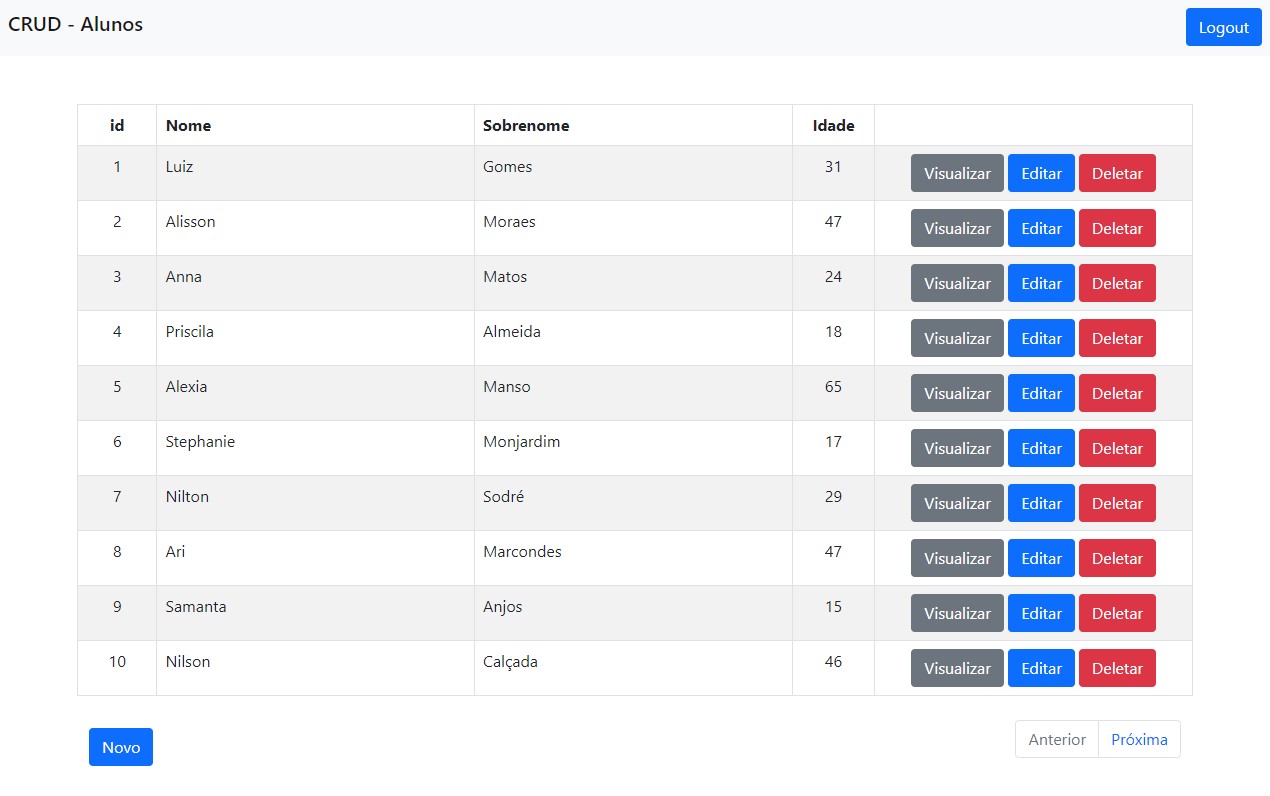 CRUD - Alunos Logout
id Nome Sobrenome Idade
1 Luiz Gomes 31 Visualizar Editar Deletar
2 Alisson Moraes 47 Visualizar Editar Deletar
3 Anna Matos 24 Visualizar Editar Deletar
4 Priscila Almeida 18 Visualizar Editar Deletar
5 Alexia Manso 65 Visualizar Editar Deletar
6 Stephanie Monjardim 17 Visualizar Editar Deletar
7 Nilton Sodré 29 Visualizar Editar Deletar
8 Ari Marcondes 47 Visualizar Editar Deletar
9 Samanta Anjos 15 Visualizar Editar Deletar
10 Nilson Calçada 46 Visualizar Editar Deletar
Novo Anterior Próxima